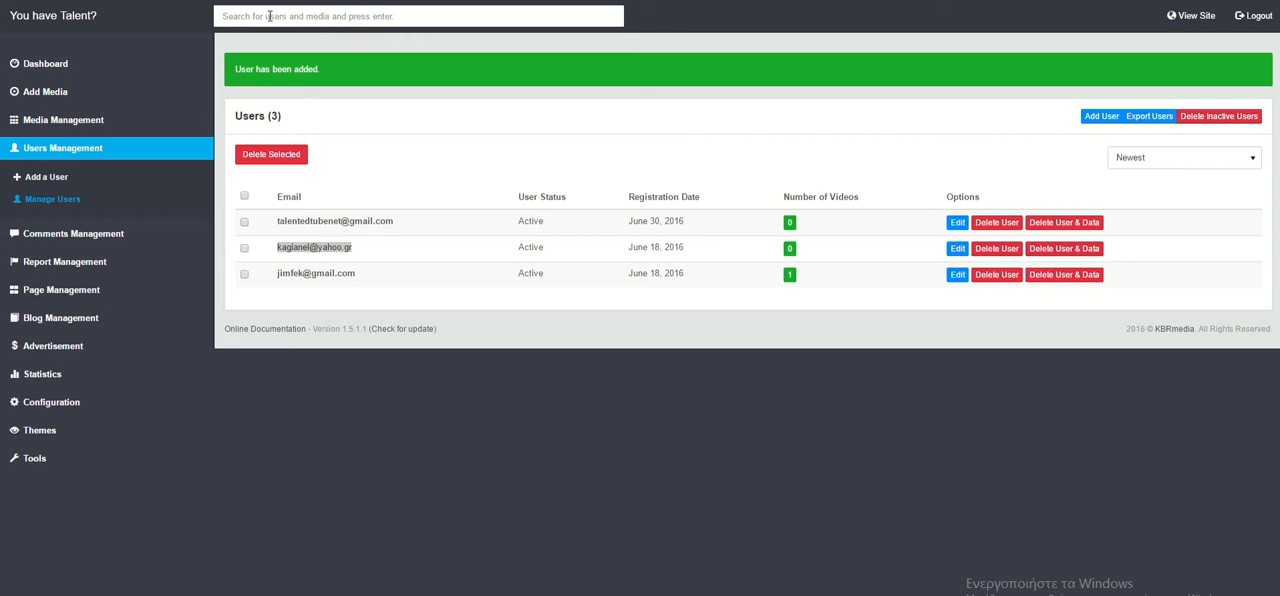 You have Talent?
Search for users and media and press enter.
View Site
Logout
Dashboard
Add Media
Media Management
Users Management
Add a User
Manage Users
Comments Management
Report Management
Page Management
Blog Management
Advertisement
Statistics
Configuration
Themes
Tools
User has been added.
Users (3)
Add User Export Users Delete Inactive Users
Delete Selected
Newest
Email User Status Registration Date Number of Videos Options
talentedtubenet@gmail.com Active June 30, 2016 0 Edit Delete User Delete User & Data
kagianel@yahoo.gr Active June 18, 2016 0 Edit Delete User Delete User & Data
jimfek@gmail.com Active June 18, 2016 1 Edit Delete User Delete User & Data
Online Documentation - Version 1.5.1.1 (Check for update)
2016 © KBRmedia. All Rights Reserved.
Ενεργοποιήστε τα Windows